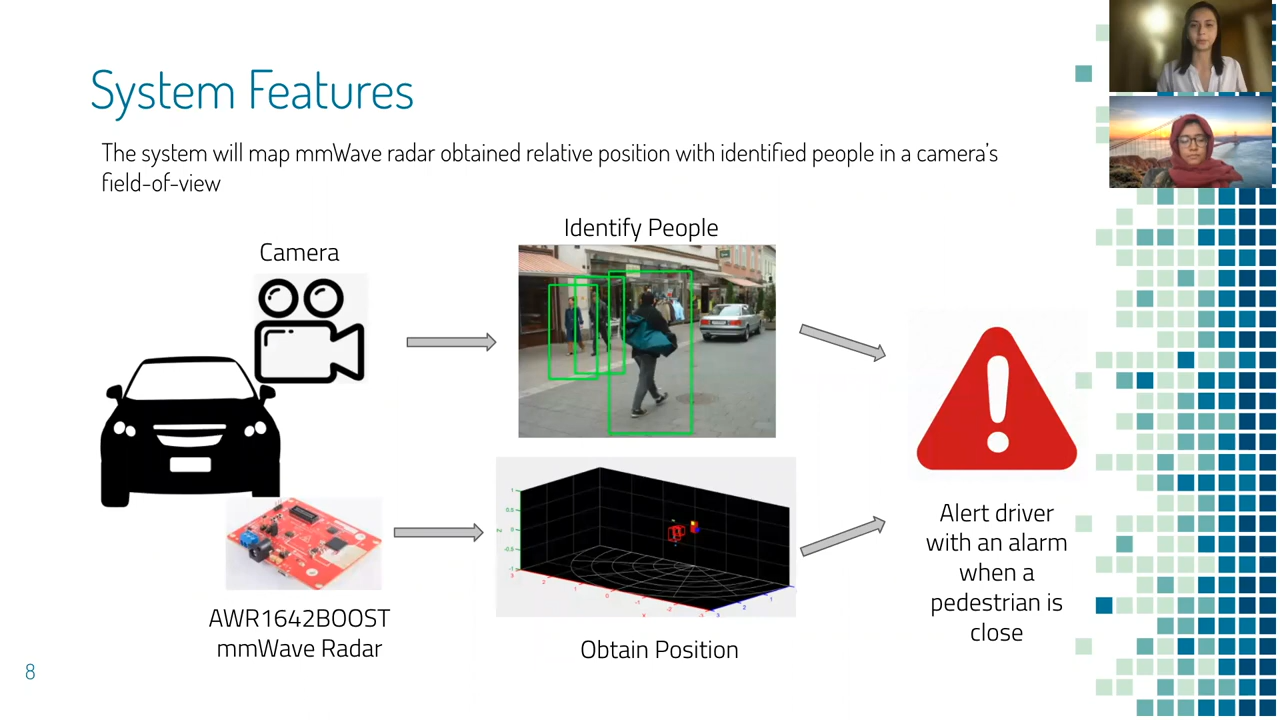 System Features
The system will map mmWave radar obtained relative position with identified people in a camera's
field-of-view
Identify People
Camera
AWR1642BOOST
mmWave Radar
Obtain Position
Alert driver
with an alarm
when a
pedestrian is
close
8